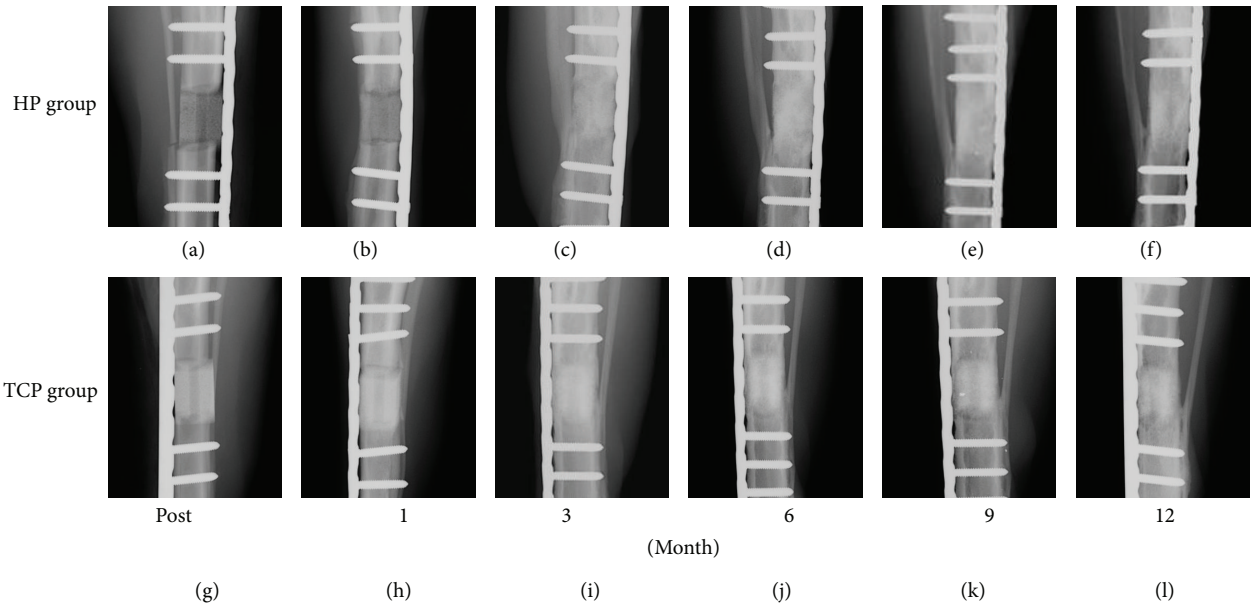 HP group
(a) (b) (c) (d) (e) (f)
TCP group
Post 1 3 6 9 12
(Month)
(g) (h) (i) (j) (k) (l)